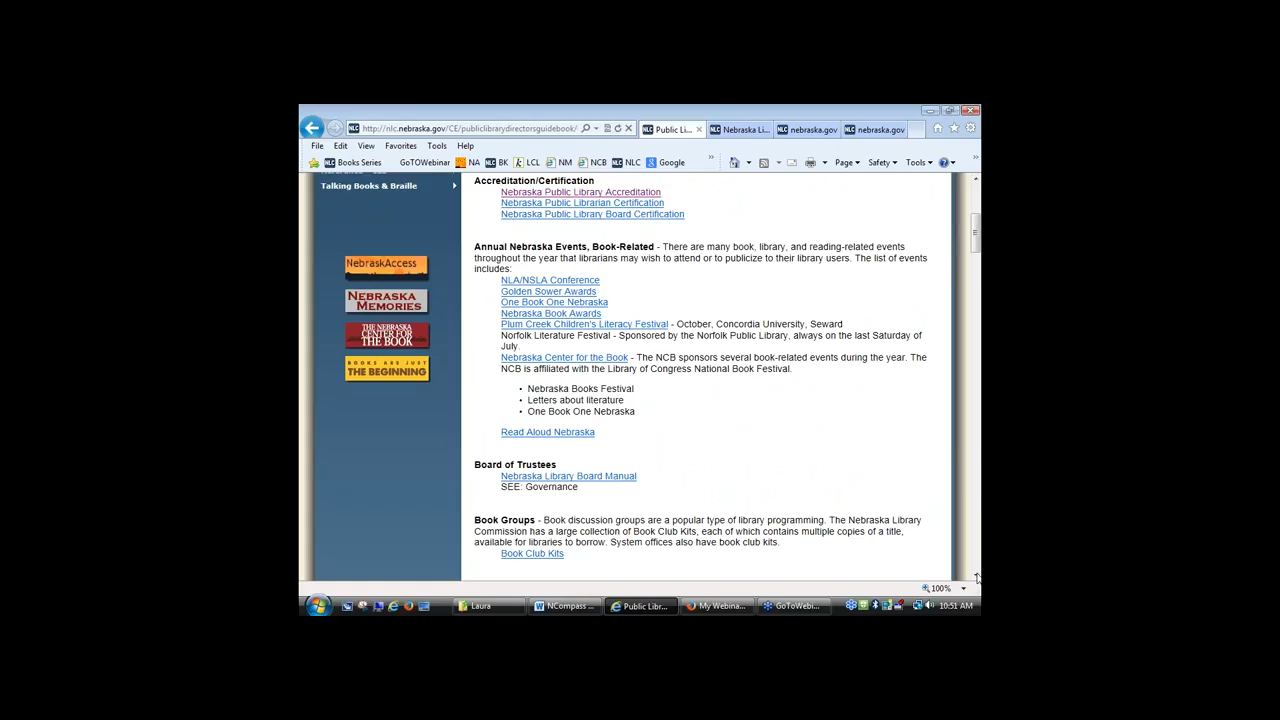 http://nlc.nebraska.gov/CE/publiclibrarydirectorsguidebook/
Public Li...
Nebraska Li...
nebraska.gov
nebraska.gov
File Edit View Favorites Tools Help
Books Series GoTOWebinar NA BK LCL NM NCB NLC Google
Page Safety Tools
Talking Books & Braille
NebraskAccess
NEBRASKA
MEMORIES
THE NEBRASKA
CENTER FOR
THE BOOK
BOOKS ARE JUST
THE BEGINNING
Accreditation/Certification
Nebraska Public Library Accreditation
Nebraska Public Librarian Certification
Nebraska Public Library Board Certification
Annual Nebraska Events, Book-Related - There are many book, library, and reading-related events
throughout the year that librarians may wish to attend or to publicize to their library users. The list of events
includes:
NLA/NSLA Conference
Golden Sower Awards
One Book One Nebraska
Nebraska Book Awards
Plum Creek Children's Literacy Festival - October, Concordia University, Seward
Norfolk Literature Festival - Sponsored by the Norfolk Public Library, always on the last Saturday of
July.
Nebraska Center for the Book - The NCB sponsors several book-related events during the year. The
NCB is affiliated with the Library of Congress National Book Festival.
• Nebraska Books Festival
• Letters about literature
• One Book One Nebraska
Read Aloud Nebraska
Board of Trustees
Nebraska Library Board Manual
SEE: Governance
Book Groups - Book discussion groups are a popular type of library programming. The Nebraska Library
Commission has a large collection of Book Club Kits, each of which contains multiple copies of a title,
available for libraries to borrow. System offices also have book club kits.
Book Club Kits
100%
Laura
NCompass ...
Public Libr...
My Webina...
GoToWebi...
10:51 AM